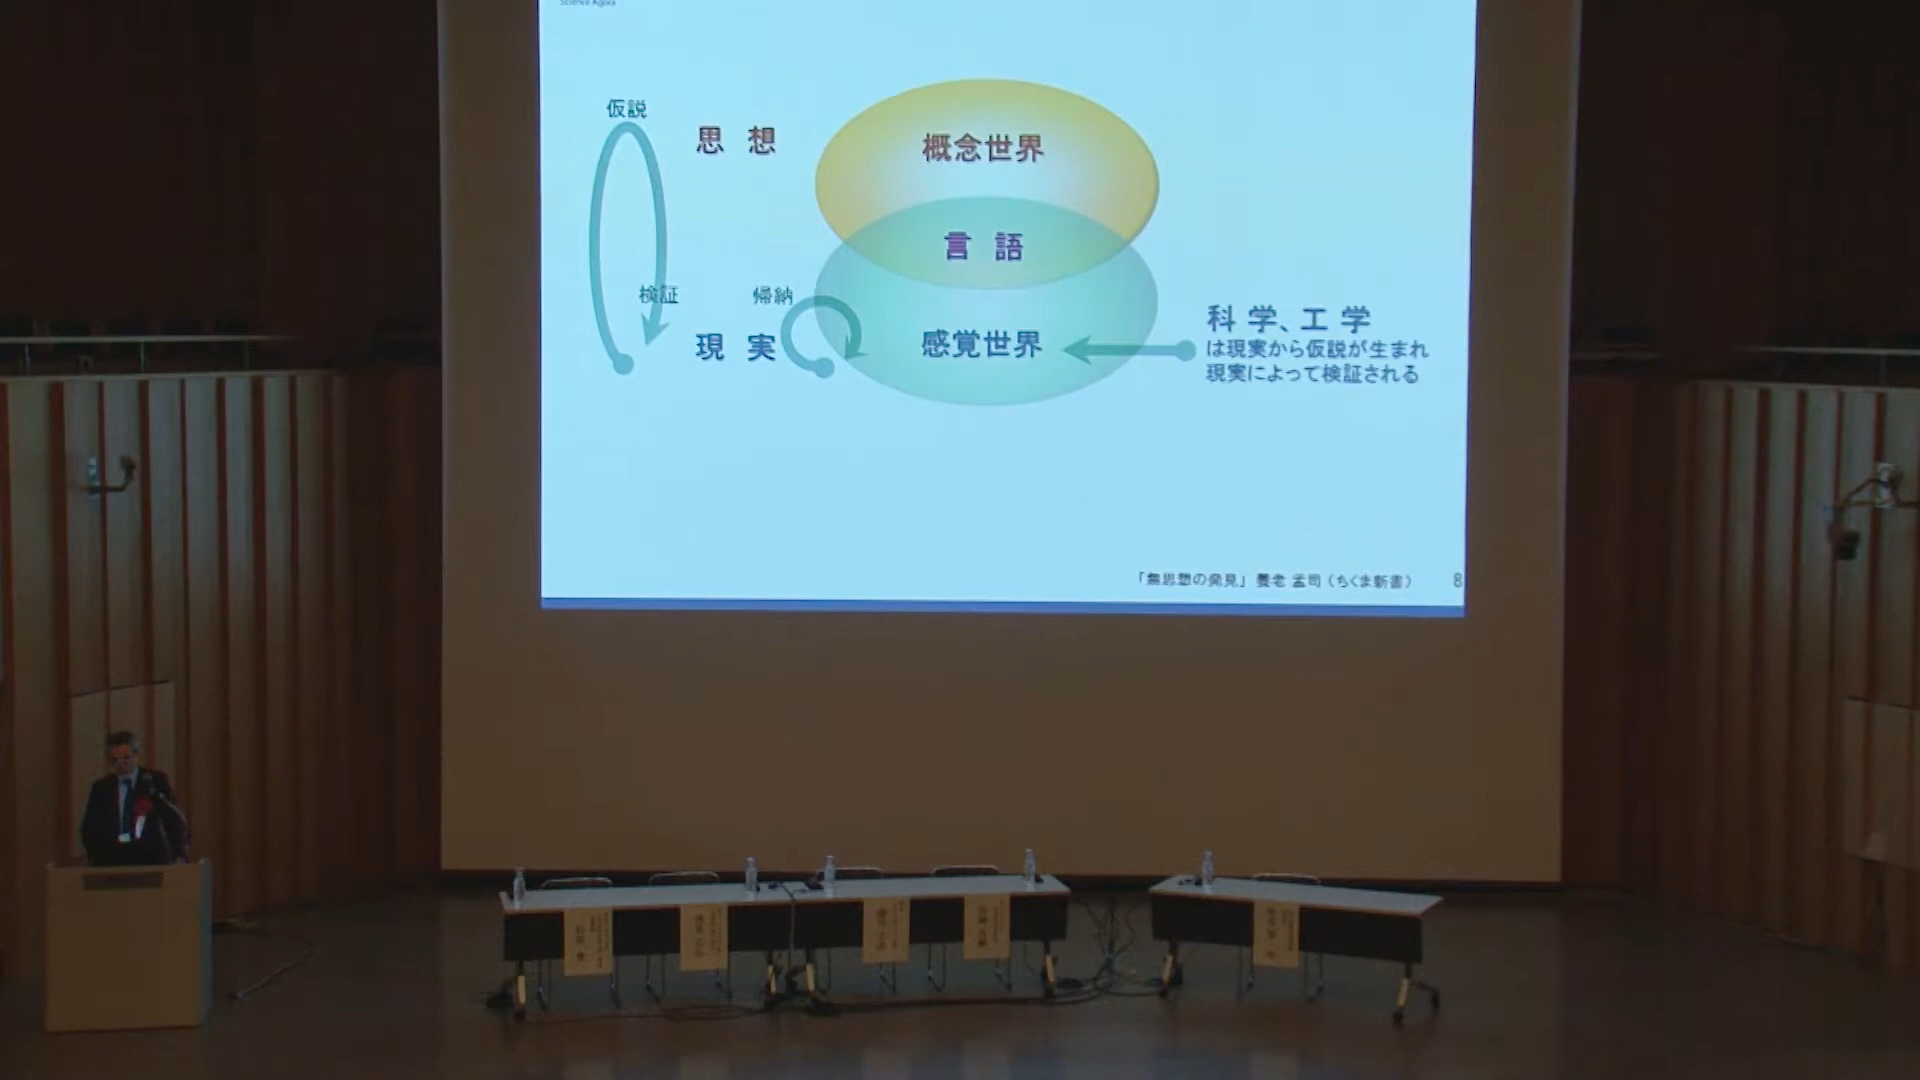 Science Agora
仮説
思 想
概念世界
言 語
検証
帰納
現 実
感覚世界
科 学、工 学
は現実から仮説が生まれ
現実によって検証される
「無思想の発見」 養老 孟司(ちくま新書)
8